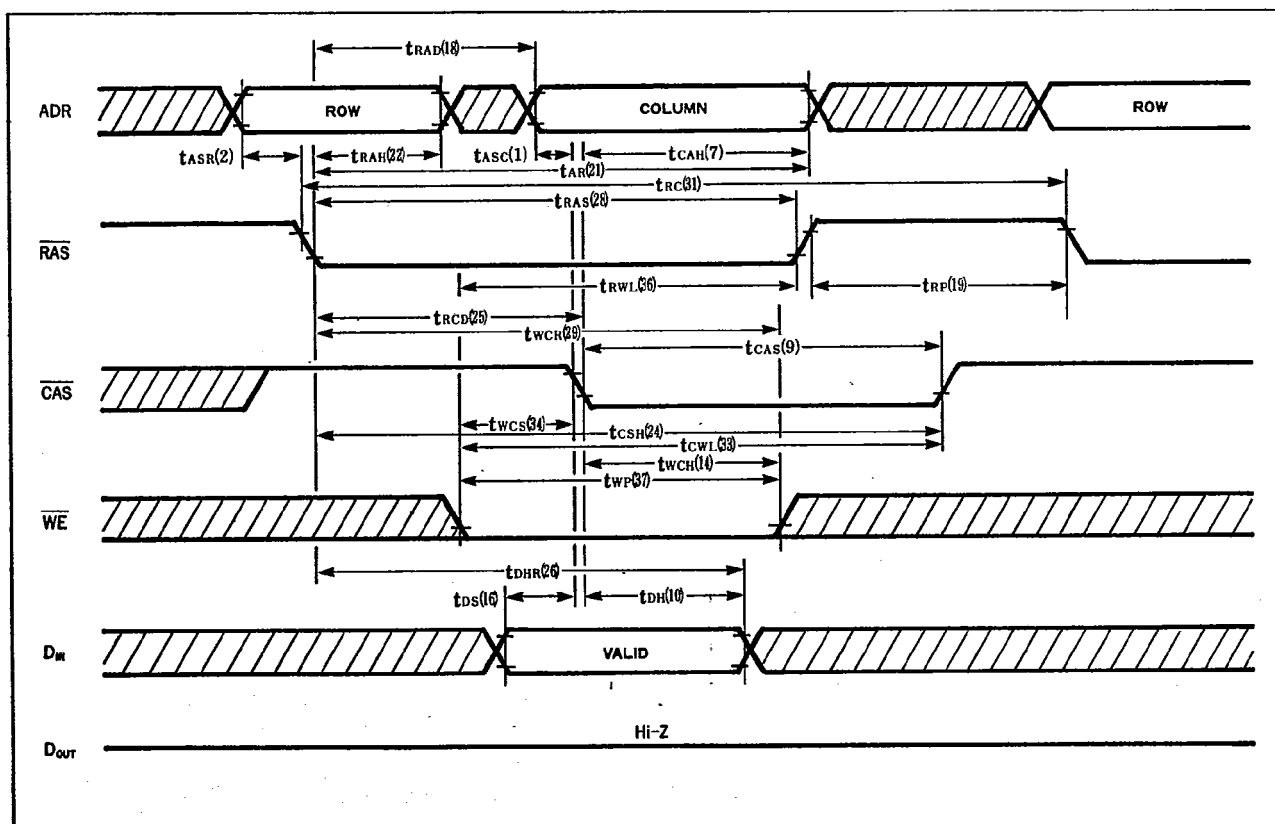 tRAD(18)
ADR ROW COLUMN ROW
tASR(2) tRAH(22) tASC(1) tCAH(7)
tAR(21)
tRC(31)
tRAS(28)
RAS
tRWL(36) tRP(19)
tRCD(25)
tWCH(29)
tCAS(9)
CAS
tWCS(34)
tCSH(24)
tCWL(33)
tWCH(14)
tWP(37)
WE
tDHR(26)
tDS(16) tDH(10)
DIN VALID
Hi-Z
DOUT